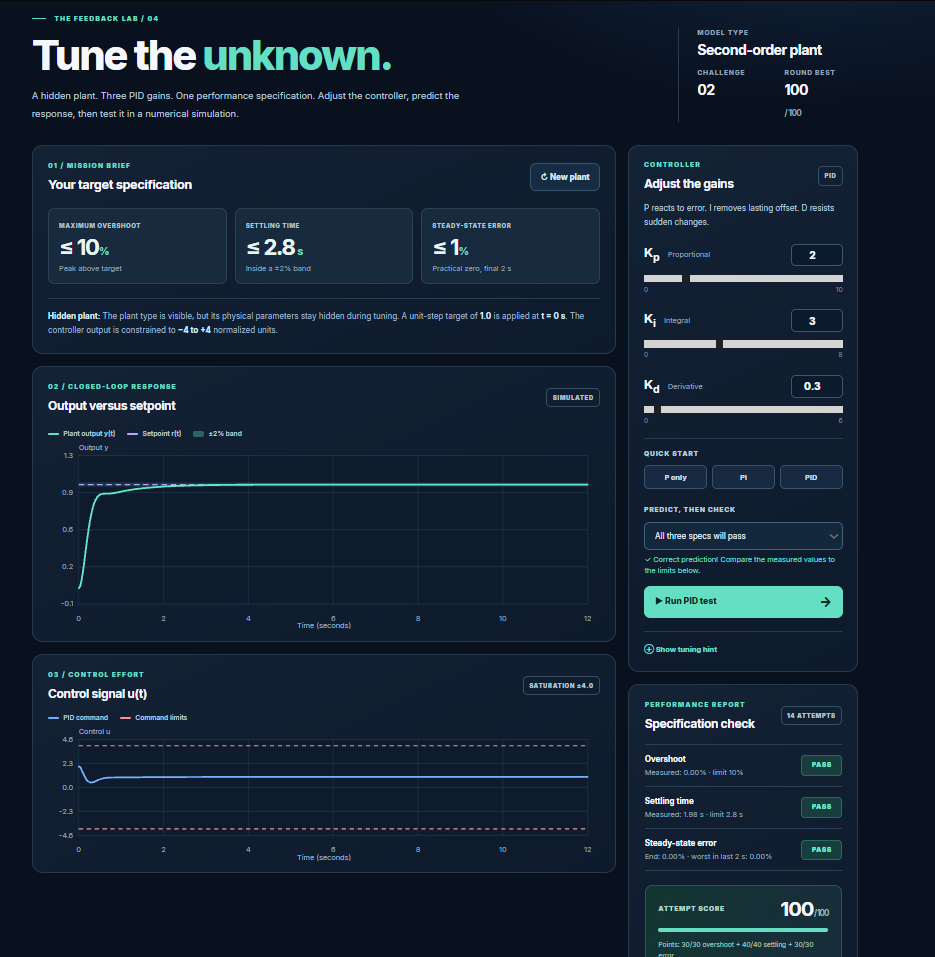 THE FEEDBACK LAB / 04
Tune the unknown.
A hidden plant. Three PID gains. One performance specification. Adjust the controller, predict the
response, then test it in a numerical simulation.
MODEL TYPE
Second-order plant
CHALLENGE
02
ROUND BEST
100
/100
01 / MISSION BRIEF
Your target specification
↻ New plant
MAXIMUM OVERSHOOT
≤ 10%
Peak above target
SETTLING TIME
≤ 2.8 s
Inside a ±2% band
STEADY-STATE ERROR
≤ 1%
Practical zero, final 2 s
Hidden plant: The plant type is visible, but its physical parameters stay hidden during tuning. A unit-step target of 1.0 is applied at t = 0 s. The
controller output is constrained to −4 to +4 normalized units.
02 / CLOSED-LOOP RESPONSE
Output versus setpoint
SIMULATED
Plant output y(t)
Setpoint r(t)
±2% band
Output y
1.3
0.9
0.6
0.2
−0.1
0
2
4
6
8
10
12
Time (seconds)
03 / CONTROL EFFORT
Control signal u(t)
SATURATION ±4.0
PID command
Command limits
Control u
4.6
2.3
0.0
−2.3
−4.6
0
2
4
6
8
10
12
Time (seconds)
CONTROLLER
Adjust the gains
PID
P reacts to error. I removes lasting offset. D resists
sudden changes.
Kp Proportional
2
0
10
Ki Integral
3
0
8
Kd Derivative
0.3
0
6
QUICK START
P only
PI
PID
PREDICT, THEN CHECK
All three specs will pass
✓ Correct prediction! Compare the measured values to
the limits below.
▶ Run PID test →
Show tuning hint
PERFORMANCE REPORT
Specification check
14 ATTEMPTS
Overshoot
Measured: 0.00% · limit 10%
PASS
Settling time
Measured: 1.98 s · limit 2.8 s
PASS
Steady-state error
End: 0.00% · worst in last 2 s: 0.00%
PASS
ATTEMPT SCORE
100/100
Points: 30/30 overshoot + 40/40 settling + 30/30
error